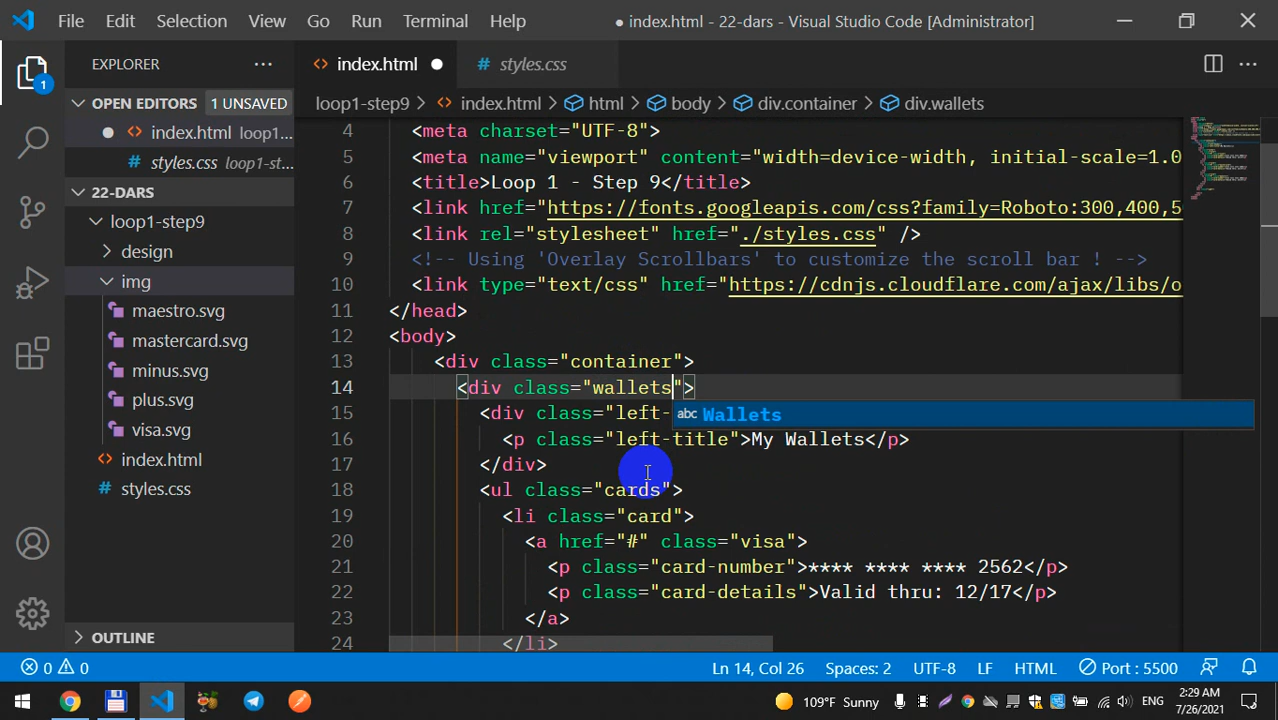 File Edit Selection View Go Run Terminal Help ● index.html - 22-dars - Visual Studio Code [Administrator]
EXPLORER
<> index.html ●
# styles.css
1
OPEN EDITORS 1 UNSAVED
● <> index.html loop1...
# styles.css loop1-st...
22-DARS
loop1-step9
design
img
maestro.svg
mastercard.svg
minus.svg
plus.svg
visa.svg
<> index.html
# styles.css
OUTLINE
loop1-step9 > <> index.html > html > body > div.container > div.wallets
4 <meta charset="UTF-8">
5 <meta name="viewport" content="width=device-width, initial-scale=1.0
6 <title>Loop 1 - Step 9</title>
7 <link href="https://fonts.googleapis.com/css?family=Roboto:300,400,5
8 <link rel="stylesheet" href="./styles.css" />
9 <!-- Using 'Overlay Scrollbars' to customize the scroll bar ! -->
10 <link type="text/css" href="https://cdnjs.cloudflare.com/ajax/libs/o
11 </head>
12 <body>
13 <div class="container">
14 <div class="wallets">
15 <div class="left-
abc Wallets
16 <p class="left-title">My Wallets</p>
17 </div>
18 <ul class="cards">
19 <li class="card">
20 <a href="#" class="visa">
21 <p class="card-number">**** **** **** 2562</p>
22 <p class="card-details">Valid thru: 12/17</p>
23 </a>
24 </li>
0 0 Ln 14, Col 26 Spaces: 2 UTF-8 LF HTML Port : 5500
109°F Sunny ENG 2:29 AM
7/26/2021 1